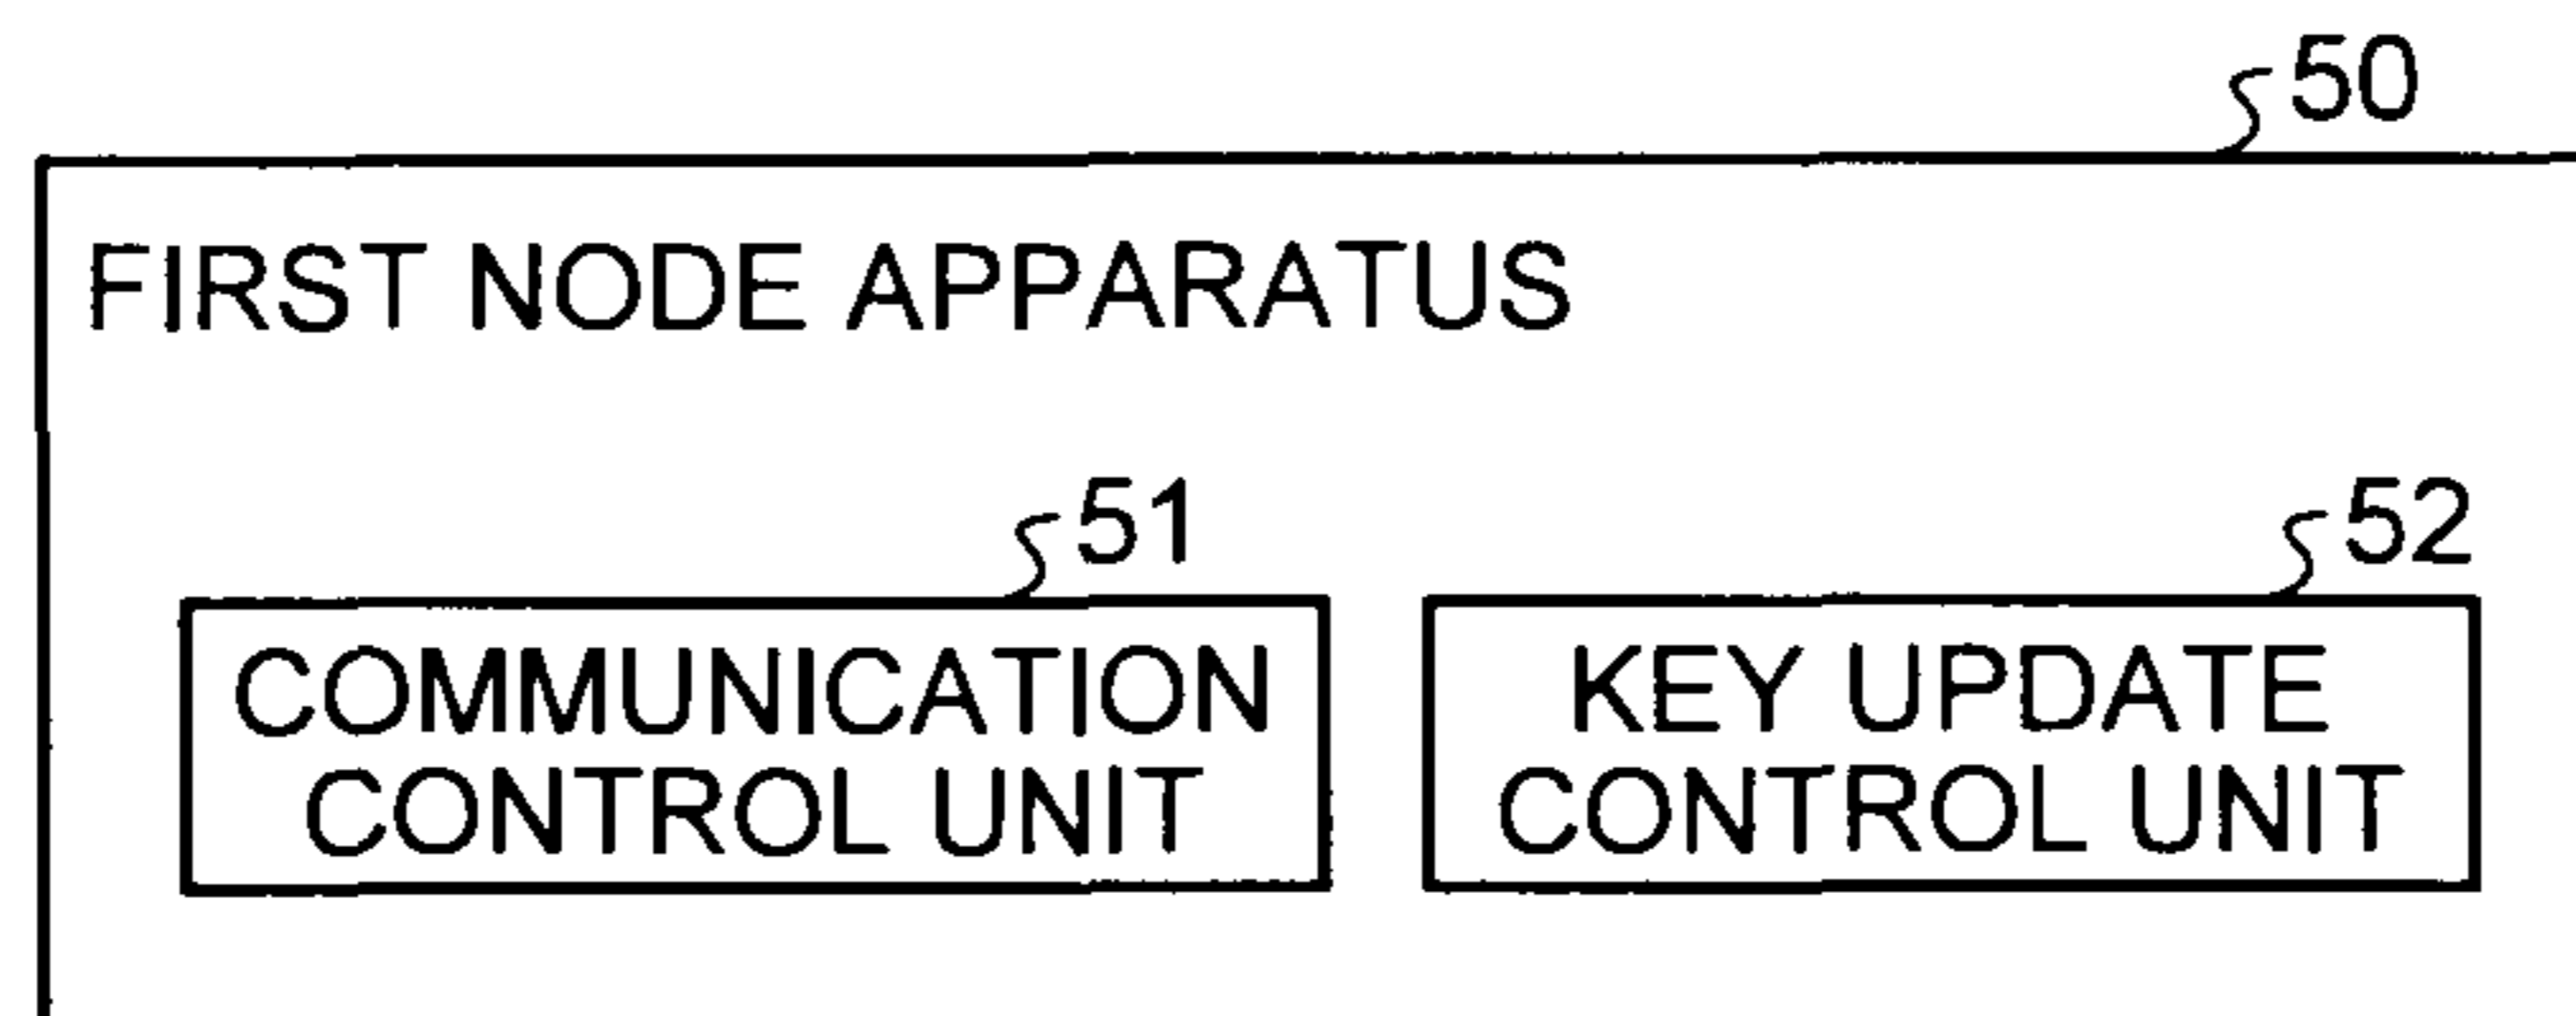 50
FIRST NODE APPARATUS
51
52
COMMUNICATION
CONTROL UNIT
KEY UPDATE
CONTROL UNIT